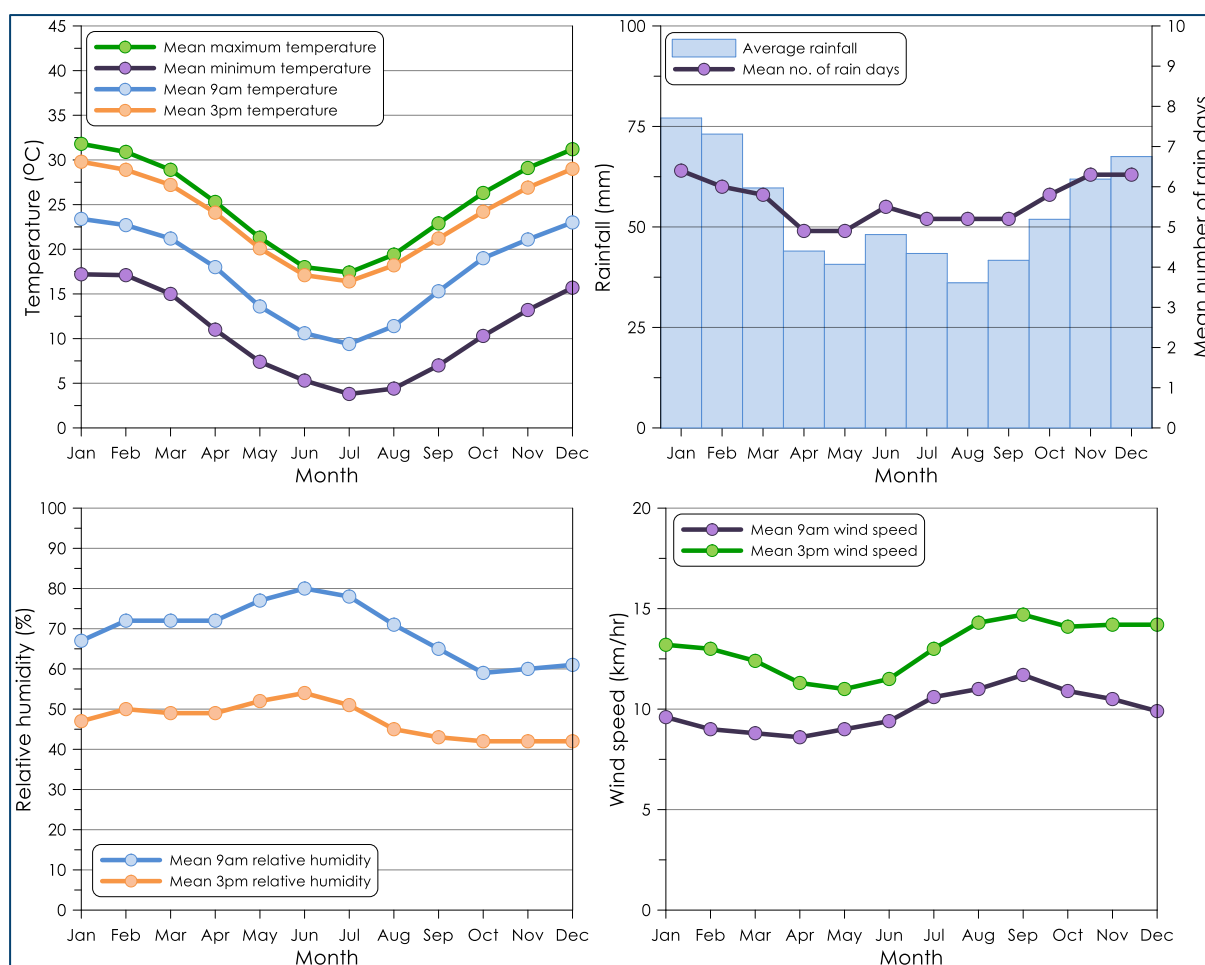 45
40
35
30
25
20
15
10
5
0
Temperature (°C)
Mean maximum temperature
Mean minimum temperature
Mean 9am temperature
Mean 3pm temperature
Jan Feb Mar Apr May Jun Jul Aug Sep Oct Nov Dec
Month
100
75
50
25
0
Rainfall (mm)
Average rainfall
Mean no. of rain days
10
9
8
7
6
5
4
3
2
1
0
Mean number of rain days
Jan Feb Mar Apr May Jun Jul Aug Sep Oct Nov Dec
Month
100
90
80
70
60
50
40
30
20
10
0
Relative humidity (%)
Mean 9am relative humidity
Mean 3pm relative humidity
Jan Feb Mar Apr May Jun Jul Aug Sep Oct Nov Dec
Month
20
15
10
5
0
Wind speed (km/hr)
Mean 9am wind speed
Mean 3pm wind speed
Jan Feb Mar Apr May Jun Jul Aug Sep Oct Nov Dec
Month